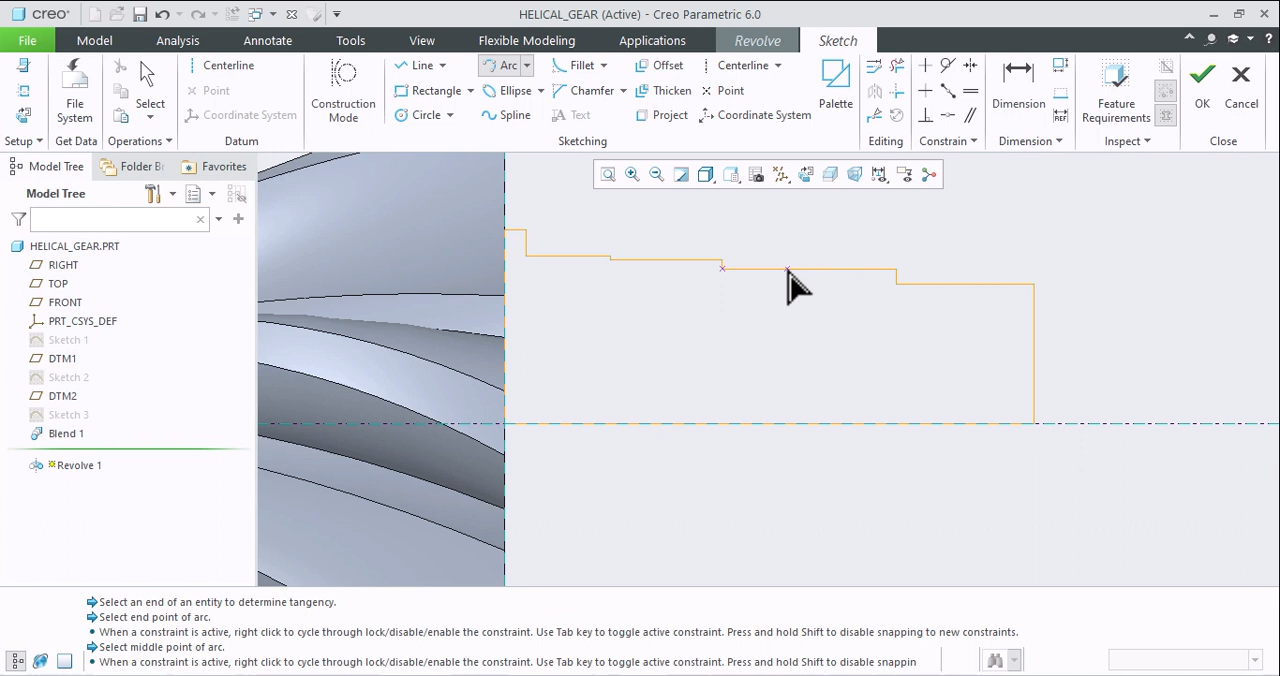 creo HELICAL_GEAR (Active) - Creo Parametric 6.0
File Model Analysis Annotate Tools View Flexible Modeling Applications Revolve Sketch
Centerline Line Arc Fillet Offset Centerline
Point Rectangle Ellipse Chamfer Thicken Point
File System Select Coordinate System Construction Mode Circle Spline Text Project Coordinate System Palette Dimension Feature Requirements OK Cancel
Setup Get Data Operations Datum Sketching Editing Constrain Dimension Inspect Close
Model Tree Folder Br Favorites
Model Tree
HELICAL_GEAR.PRT
RIGHT
TOP
FRONT
PRT_CSYS_DEF
Sketch 1
DTM1
Sketch 2
DTM2
Sketch 3
Blend 1
Revolve 1
Select an end of an entity to determine tangency.
Select end point of arc.
When a constraint is active, right click to cycle through lock/disable/enable the constraint. Use Tab key to toggle active constraint. Press and hold Shift to disable snapping to new constraints.
Select middle point of arc.
When a constraint is active, right click to cycle through lock/disable/enable the constraint. Use Tab key to toggle active constraint. Press and hold Shift to disable snappin